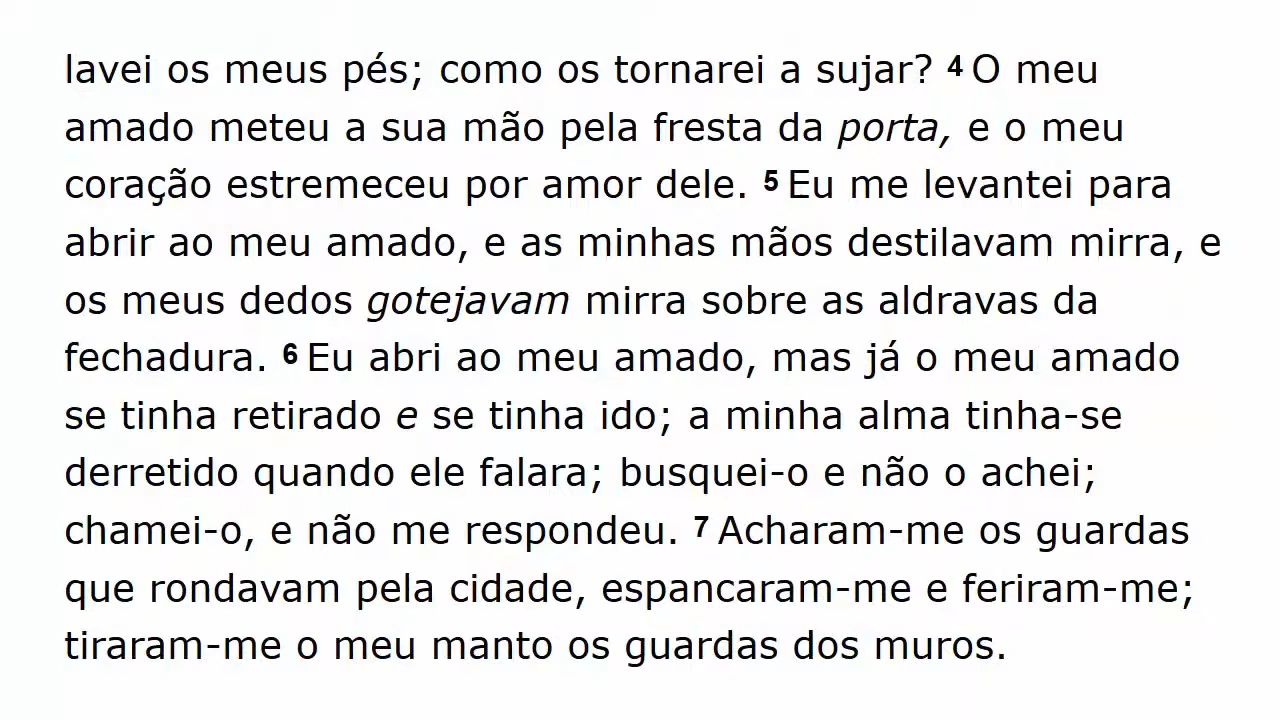 lavei os meus pés; como os tornarei a sujar? 4 O meu
amado meteu a sua mão pela fresta da porta, e o meu
coração estremeceu por amor dele. 5 Eu me levantei para
abrir ao meu amado, e as minhas mãos destilavam mirra, e
os meus dedos gotejavam mirra sobre as aldravas da
fechadura. 6 Eu abri ao meu amado, mas já o meu amado
se tinha retirado e se tinha ido; a minha alma tinha-se
derretido quando ele falara; busquei-o e não o achei;
chamei-o, e não me respondeu. 7 Acharam-me os guardas
que rondavam pela cidade, espancaram-me e feriram-me;
tiraram-me o meu manto os guardas dos muros.